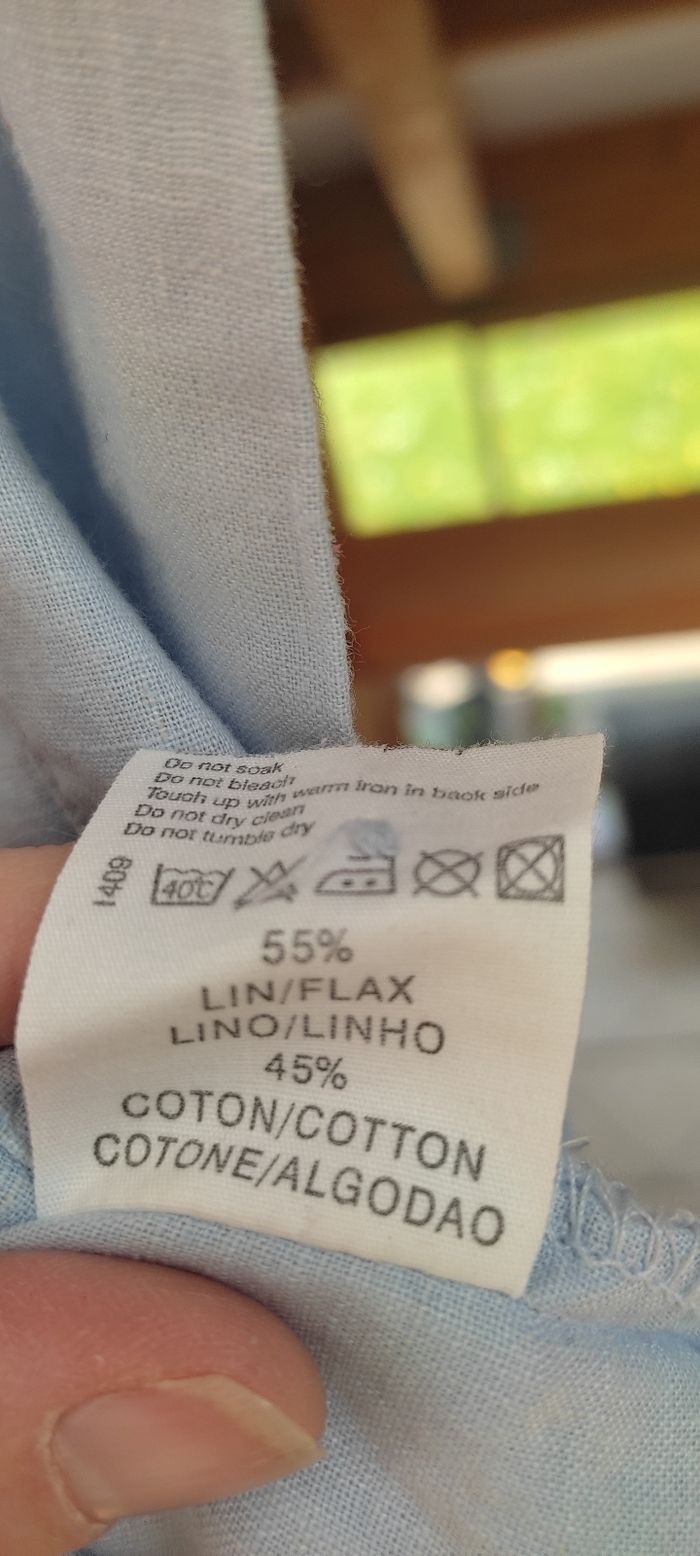 Do not soak
Do not bleach
Touch up with warm iron in back side
Do not dry clean
Do not tumble dry
1409
40°C
55%
LIN/FLAX
LINO/LINHO
45%
COTON/COTTON
COTONE/ALGODAO